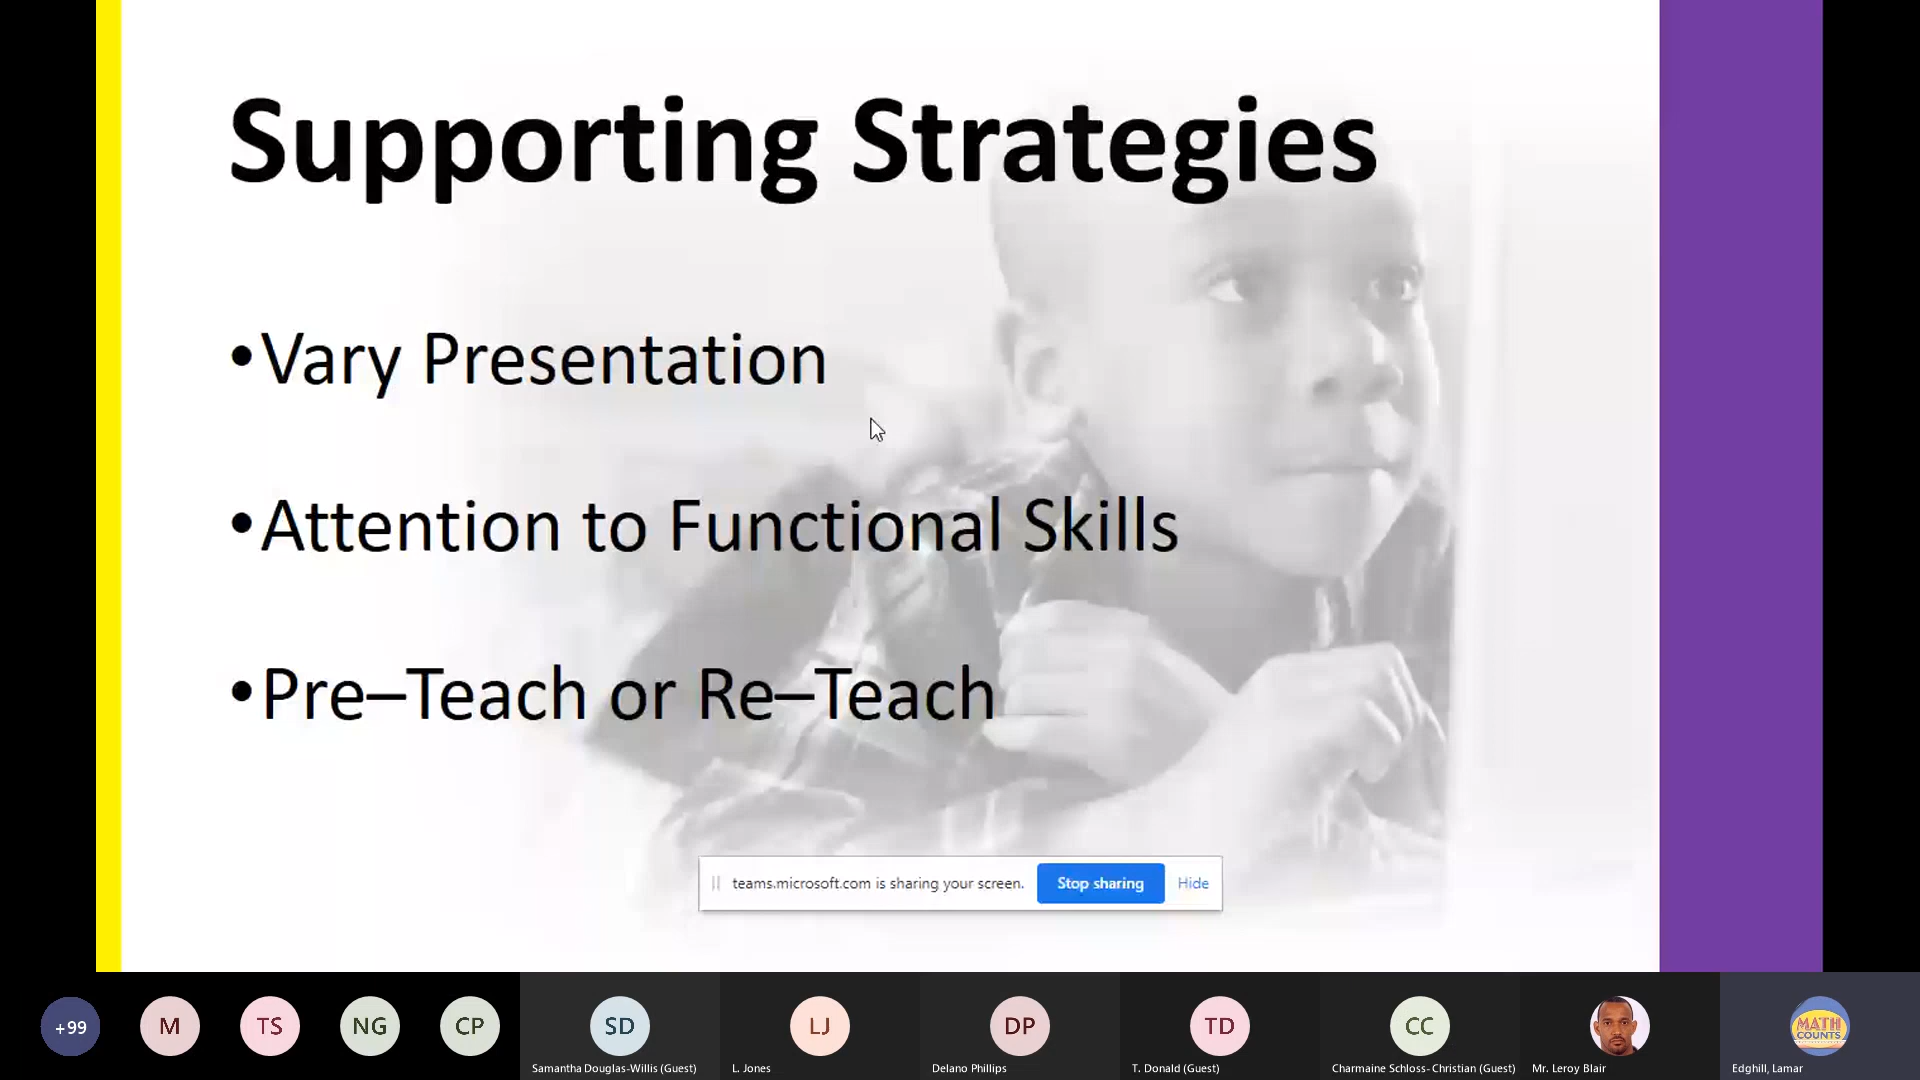 Supporting Strategies
•Vary Presentation
•Attention to Functional Skills
•Pre–Teach or Re–Teach
teams.microsoft.com is sharing your screen. Stop sharing Hide
+99 M TS NG CP SD LJ DP TD CC MATH COUNTS
Samantha Douglas-Willis (Guest) L. Jones Delano Phillips T. Donald (Guest) Charmaine Schloss-Christian (Guest) Mr. Leroy Blair Edghill, Lamar